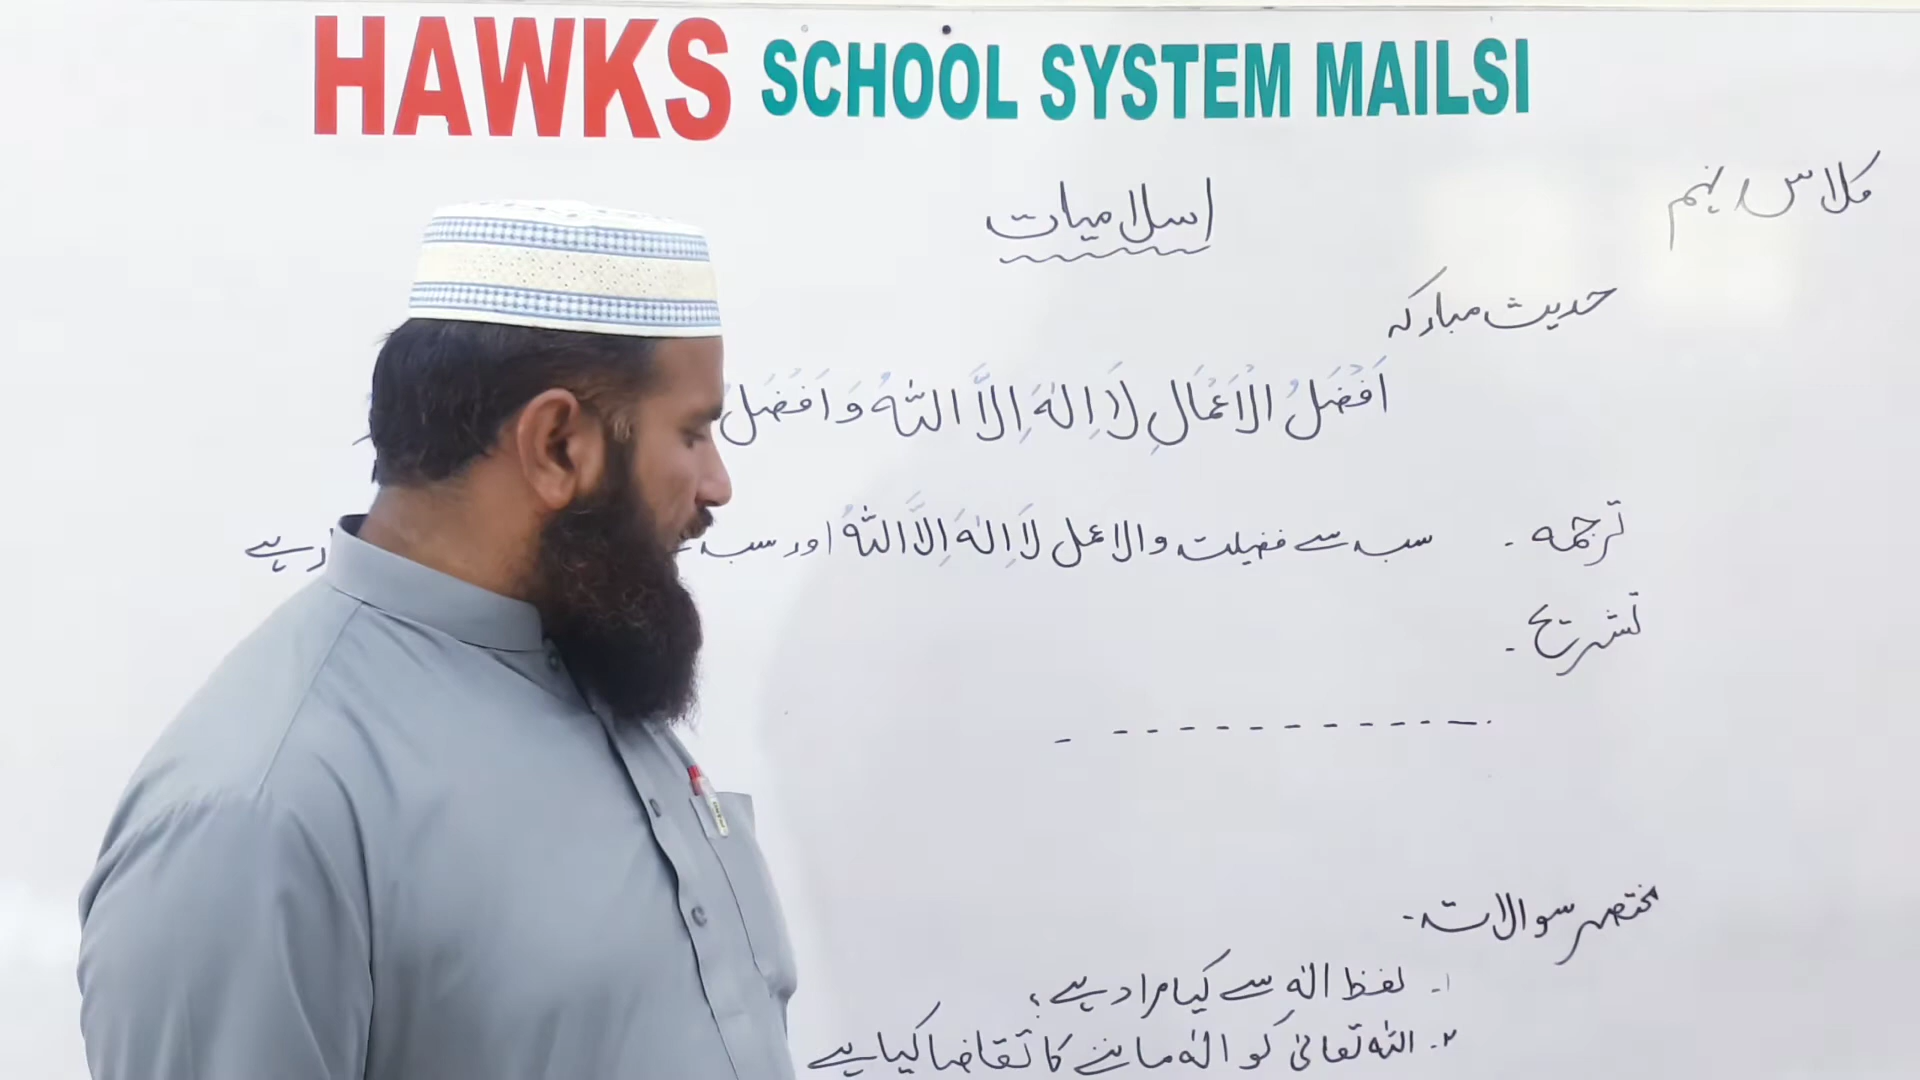 HAWKS SCHOOL SYSTEM MAILSI
کلاس نہم
اسلامیات
حدیث مبارکہ
اَفْضَلُ الْاَعْمَالِ لَا اِلٰہَ اِلَّا اللّٰہُ وَ اَفْضَلُ
ترجمہ - سب سے فضیلت والا عمل لَا اِلٰہَ اِلَّا اللّٰہُ اور سب ہے
تشریح -
مختصر سوالات -
۱- لفظ الٰہ سے کیا مراد ہے؟
۲- اللہ تعالیٰ کو الٰہ ماننے کا تقاضا کیا ہے